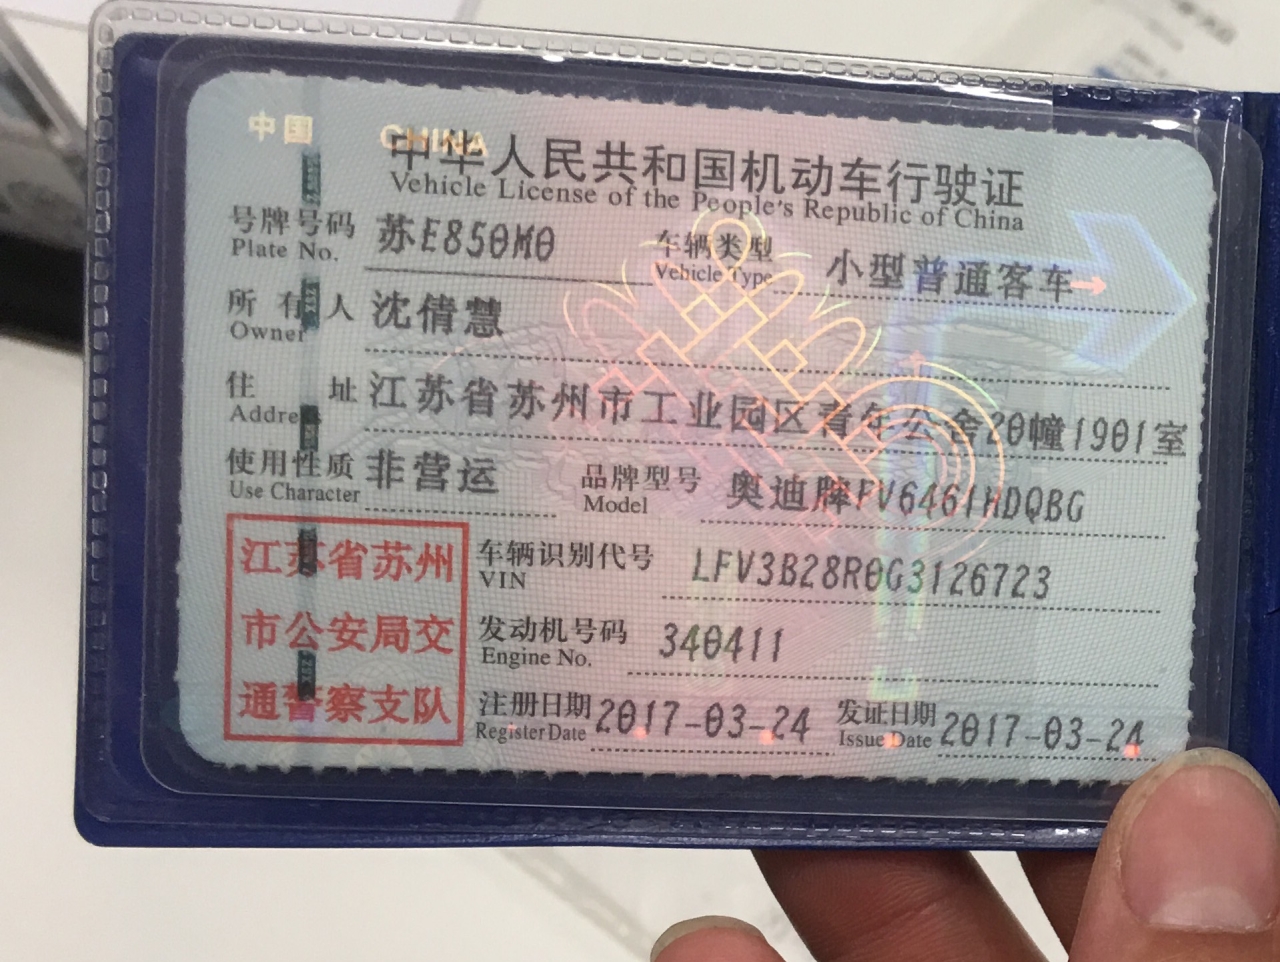 中国 CHINA
中华人民共和国机动车行驶证
Vehicle License of the People's Republic of China
号牌号码 苏E850M0 车辆类型 小型普通客车
Plate No. Vehicle Type
所有人 沈倩慧
Owner
住址 江苏省苏州市工业园区青年公舍20幢1901室
Address
使用性质 非营运 品牌型号 奥迪牌FV6461HDQBG
Use Character Model
江苏省苏州
市公安局交
通警察支队
车辆识别代号 LFV3B28R0G3126723
VIN
发动机号码 340411
Engine No.
注册日期 2017-03-24 发证日期 2017-03-24
Register Date Issue Date